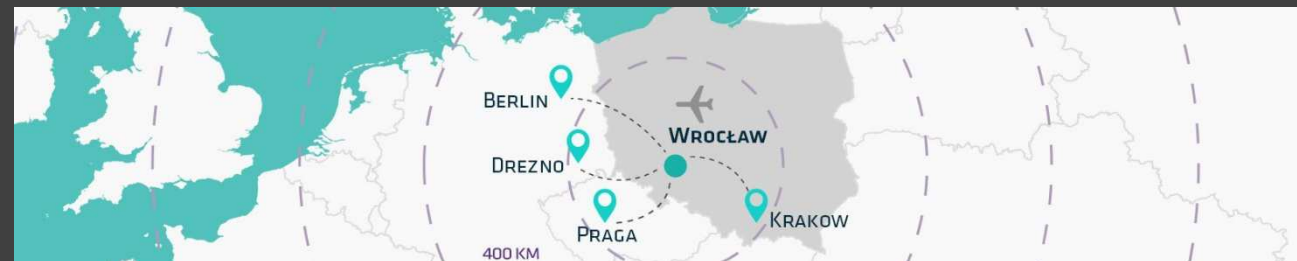 BERLIN
WROCŁAW
DREZNO
KRAKOW
PRAGA
400 KM